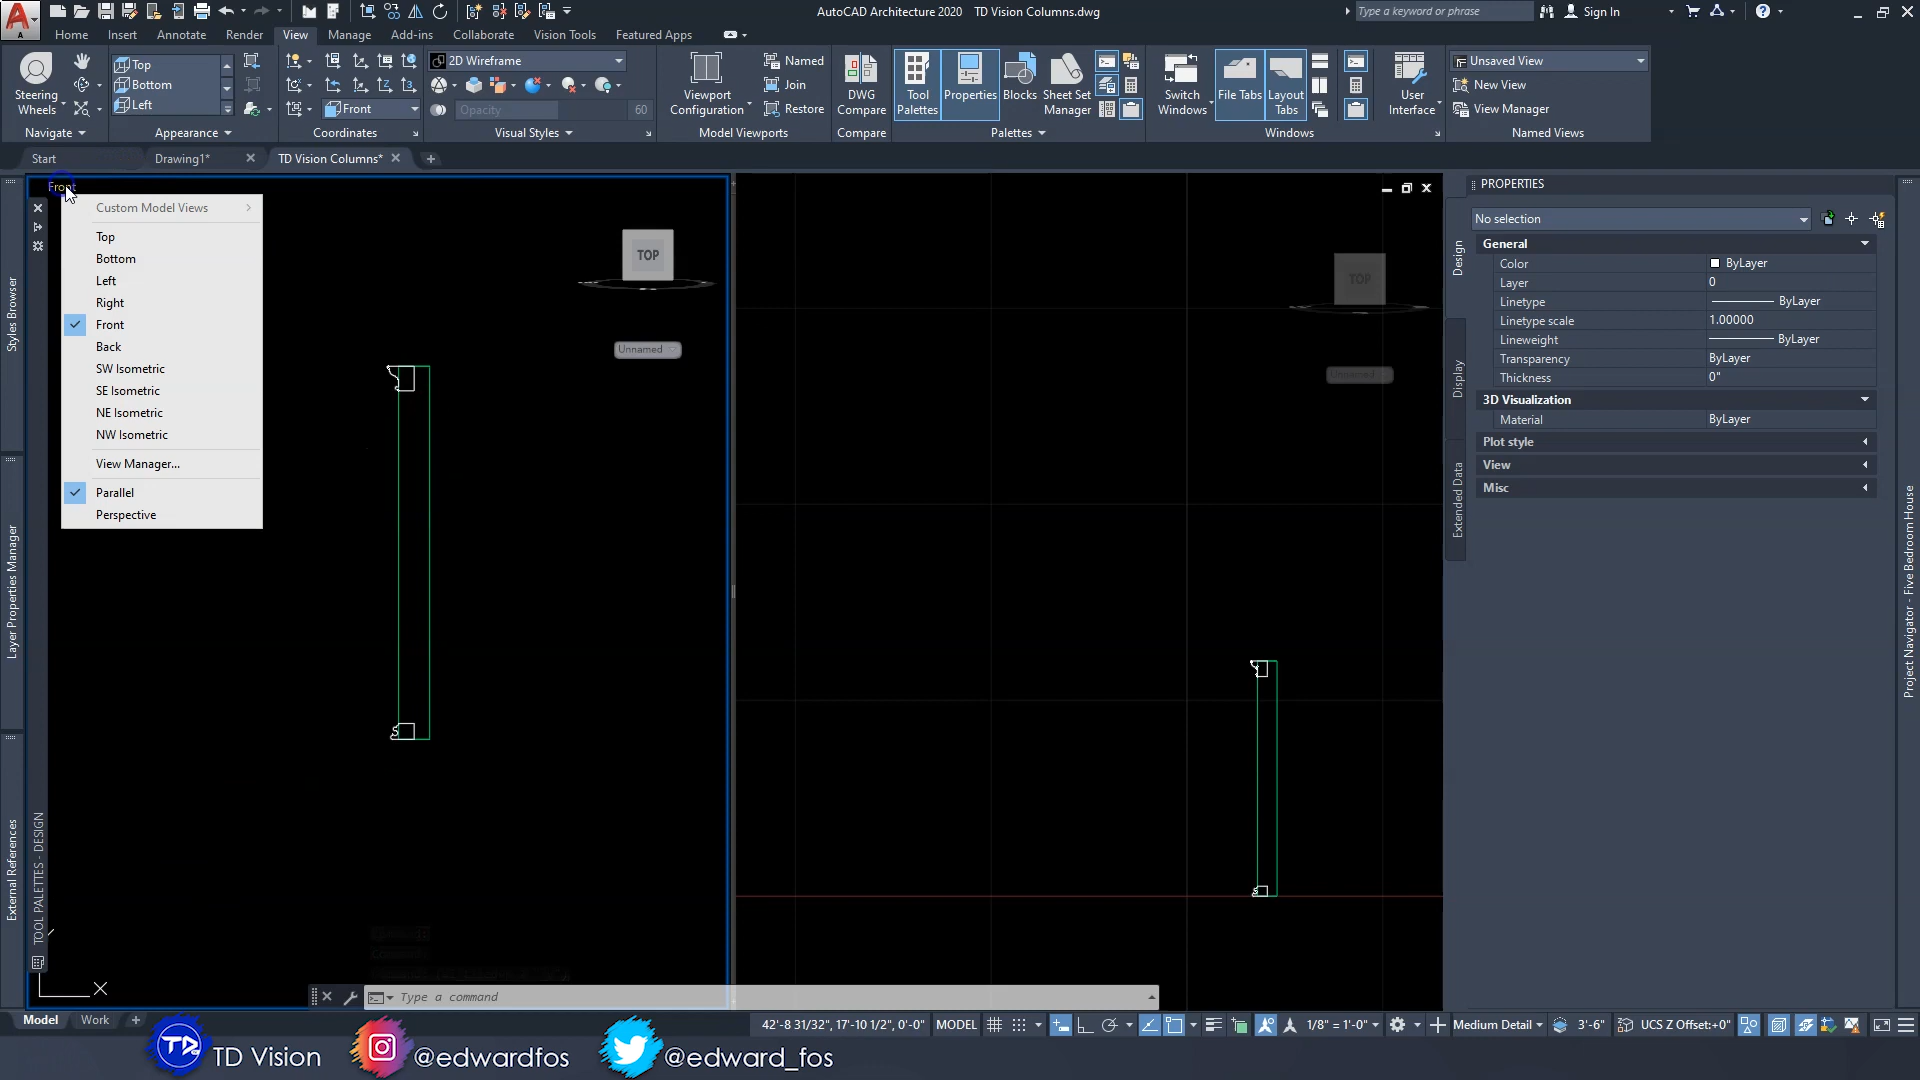 AutoCAD Architecture 2020 TD Vision Columns.dwg
Type a keyword or phrase
Sign In
Home Insert Annotate Render View Manage Add-ins Collaborate Vision Tools Featured Apps
Steering Wheels
Navigate
Top
Bottom
Left
Appearance
Front
Coordinates
2D Wireframe
Opacity 60
Visual Styles
Viewport Configuration
Named
Join
Restore
Model Viewports
DWG Compare
Compare
Tool Palettes
Properties
Blocks
Sheet Set Manager
Palettes
Switch Windows
File Tabs
Layout Tabs
Windows
User Interface
Unsaved View
New View
View Manager
Named Views
Start
Drawing1*
TD Vision Columns*
Front
Custom Model Views
Top
Bottom
Left
Right
Front
Back
SW Isometric
SE Isometric
NE Isometric
NW Isometric
View Manager...
Parallel
Perspective
Styles Browser
Layer Properties Manager
External References
TOOL PALETTES - DESIGN
TOP
Unnamed
TOP
Unnamed
Type a command
PROPERTIES
No selection
General
Color ByLayer
Layer 0
Linetype ByLayer
Linetype scale 1.00000
Lineweight ByLayer
Transparency ByLayer
Thickness 0"
3D Visualization
Material ByLayer
Plot style
View
Misc
Design
Display
Extended Data
Project Navigator - Five Bedroom House
Model Work
42'-8 31/32", 17'-10 1/2", 0'-0" MODEL 1/8" = 1'-0" Medium Detail 3'-6" UCS Z Offset:+0"
TD Vision @edwardfos @edward_fos